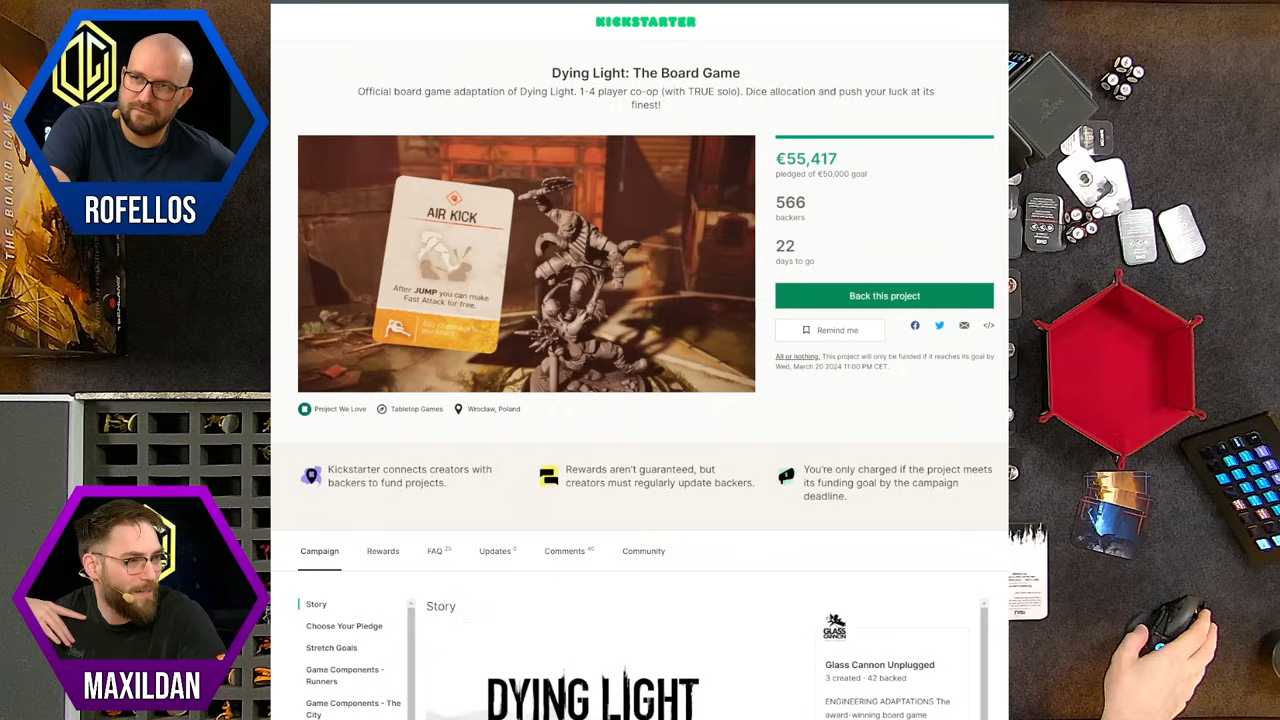 THE BOARD GAME
ROFELLOS
MAXILDAN
KICKSTARTER
Dying Light: The Board Game
Official board game adaptation of Dying Light. 1-4 player co-op (with TRUE solo). Dice allocation and push your luck at its
finest!
AIR KICK
After JUMP you can make
Fast Attack for free.
€55,417
pledged of €50,000 goal
566
backers
22
days to go
Back this project
Remind me
All or nothing. This project will only be funded if it reaches its goal by
Wed, March 20 2024 11:00 PM CET.
Project We Love
Tabletop Games
Wroclaw, Poland
Kickstarter connects creators with
backers to fund projects.
Rewards aren't guaranteed, but
creators must regularly update backers.
You're only charged if the project meets
its funding goal by the campaign
deadline.
Campaign
Rewards
FAQ 25
Updates 0
Comments 40
Community
Story
Choose Your Pledge
Stretch Goals
Game Components -
Runners
Game Components - The
City
Story
DYING LIGHT
GLASS
CANNON
Glass Cannon Unplugged
3 created · 42 backed
ENGINEERING ADAPTATIONS The
award-winning board game